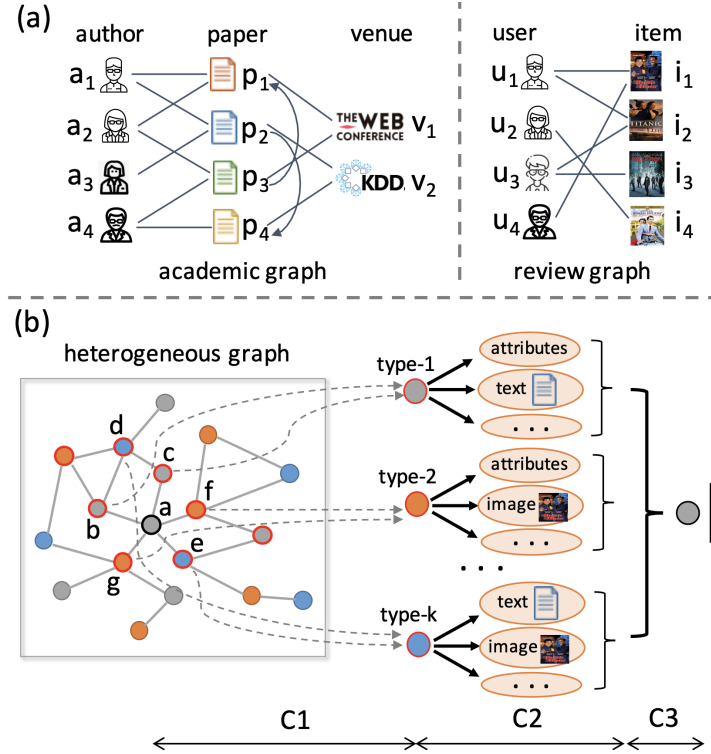 (a)
author paper venue user item
a1 p1 u1 i1
a2 p2 THE WEB CONFERENCE V1 u2 i2
TITANIC
a3 p3 KDD. V2 u3 i3
a4 p4 u4 i4
academic graph review graph
(b)
heterogeneous graph
type-1 attributes
text
. . .
type-2 attributes
image
. . .
. . .
type-k text
image
. . .
d
c
a
f
b
e
g
C1 C2 C3